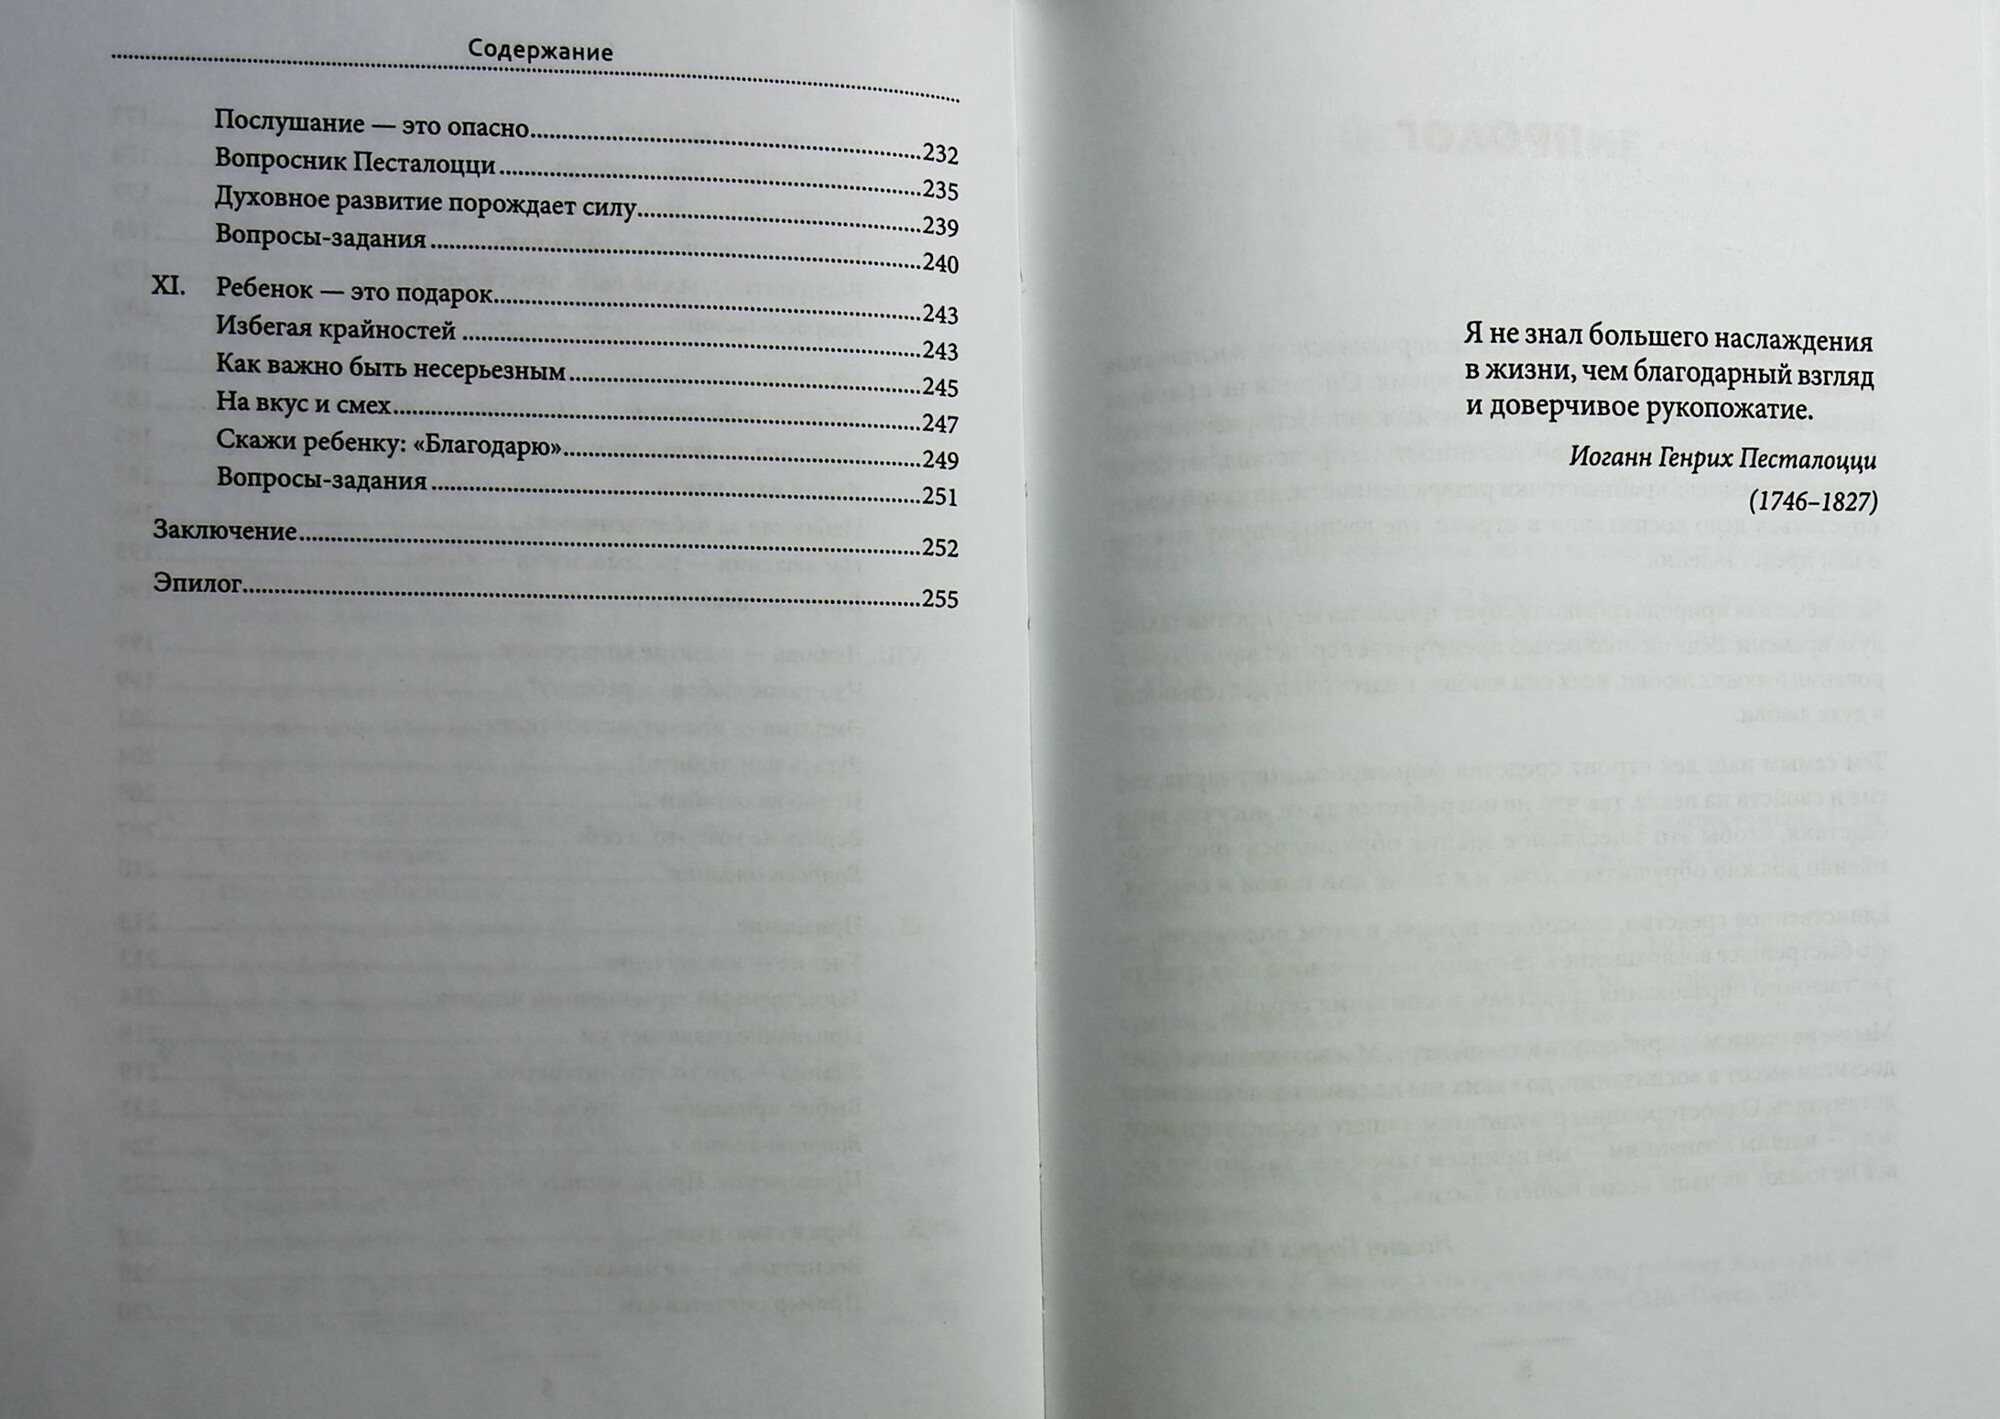 Содержание
Послушание — это опасно..........232
Вопросник Песталоцци..........235
Духовное развитие порождает силу..........239
Вопросы-задания..........240
XI. Ребенок — это подарок..........243
Избегая крайностей..........243
Как важно быть несерьезным..........245
На вкус и смех..........247
Скажи ребенку: «Благодарю»..........249
Вопросы-задания..........251
Заключение..........252
Эпилог..........255
Я не знал большего наслаждения
в жизни, чем благодарный взгляд
и доверчивое рукопожатие.
Иоганн Генрих Песталоцци
(1746–1827)